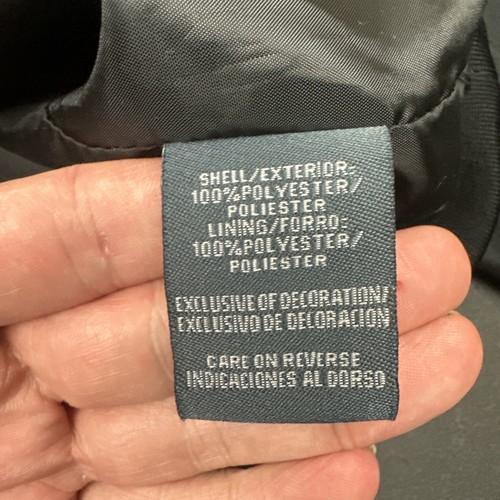 SHELL/EXTERIOR:
100%POLYESTER/
POLIESTER
LINING/FORRO:
100%POLYESTER/
POLIESTER
EXCLUSIVE OF DECORATION/
EXCLUSIVO DE DECORACION
CARE ON REVERSE
INDICACIONES AL DORSO